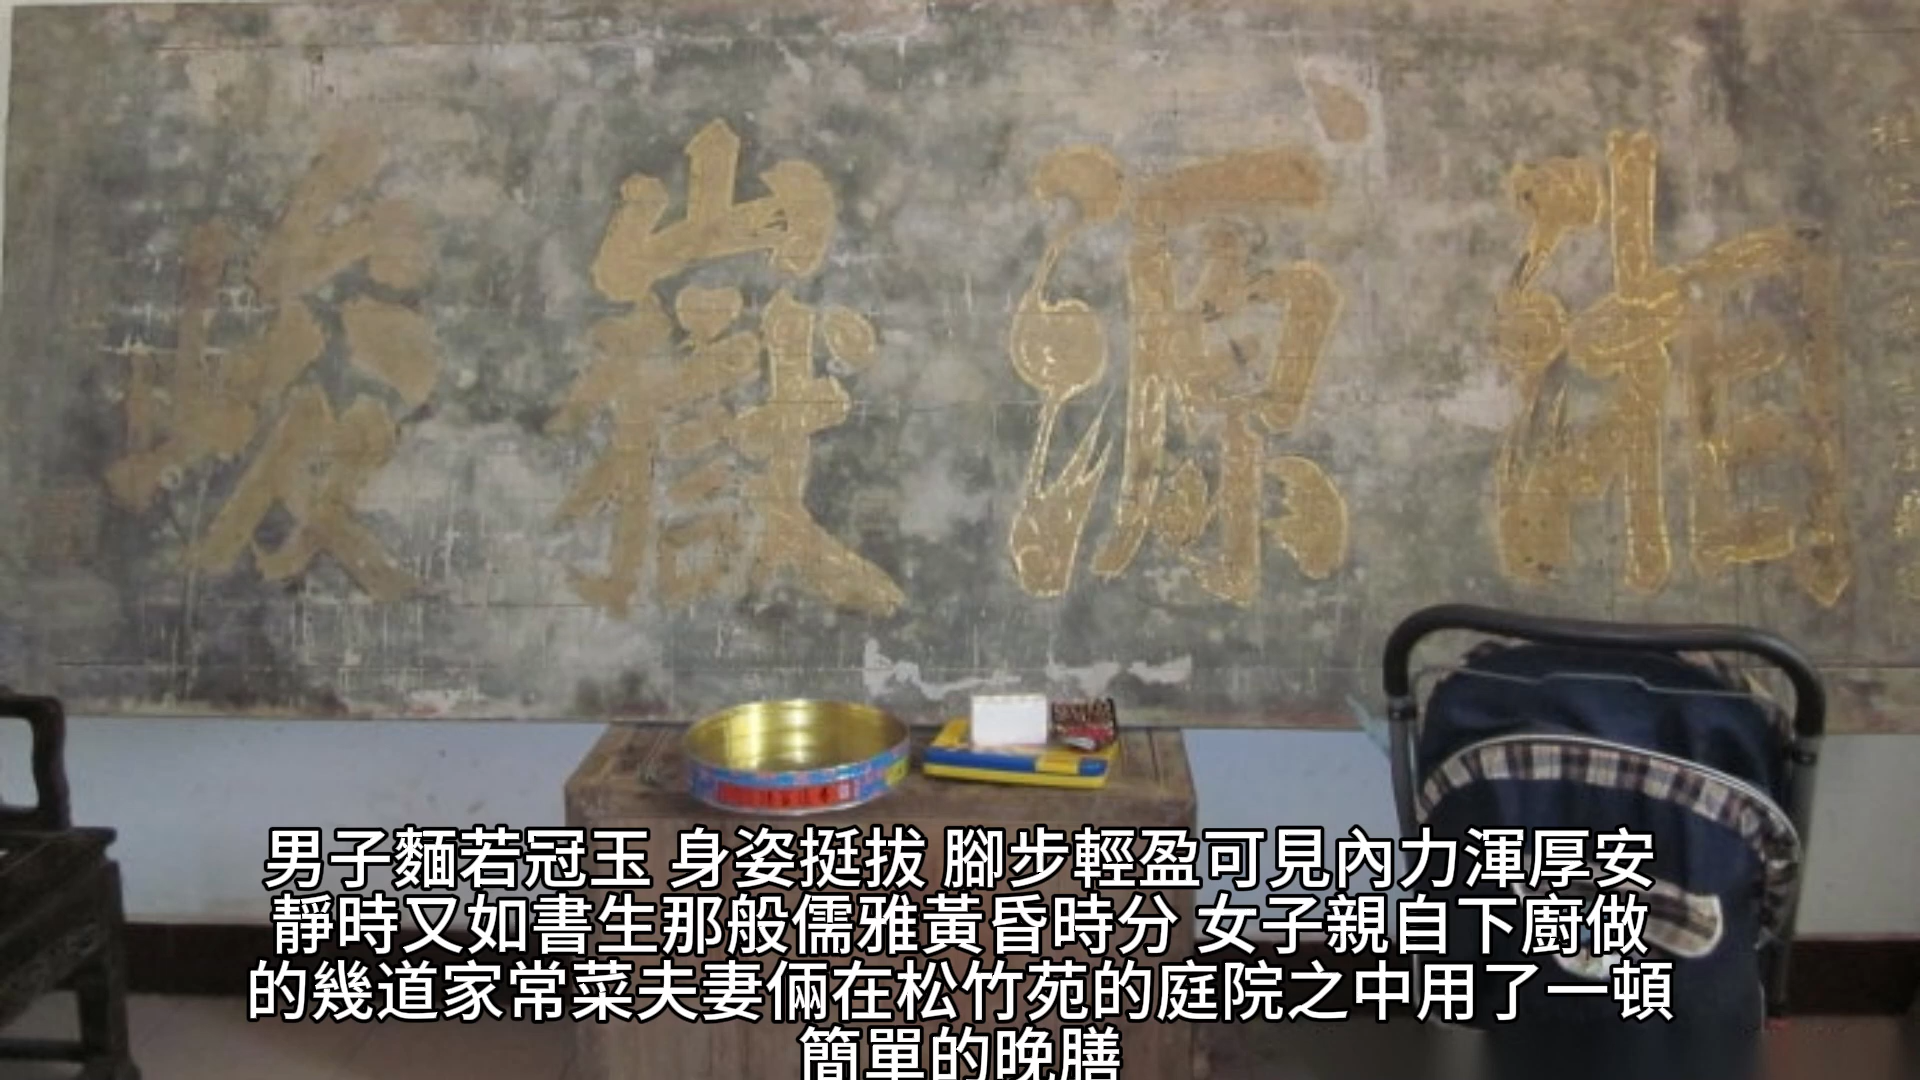 湘源嶽
男子麵若冠玉 身姿挺拔 腳步輕盈可見內力渾厚安
靜時又如書生那般儒雅黃昏時分 女子親自下廚做
的幾道家常菜夫妻倆在松竹苑的庭院之中用了一頓
簡單的晚膳